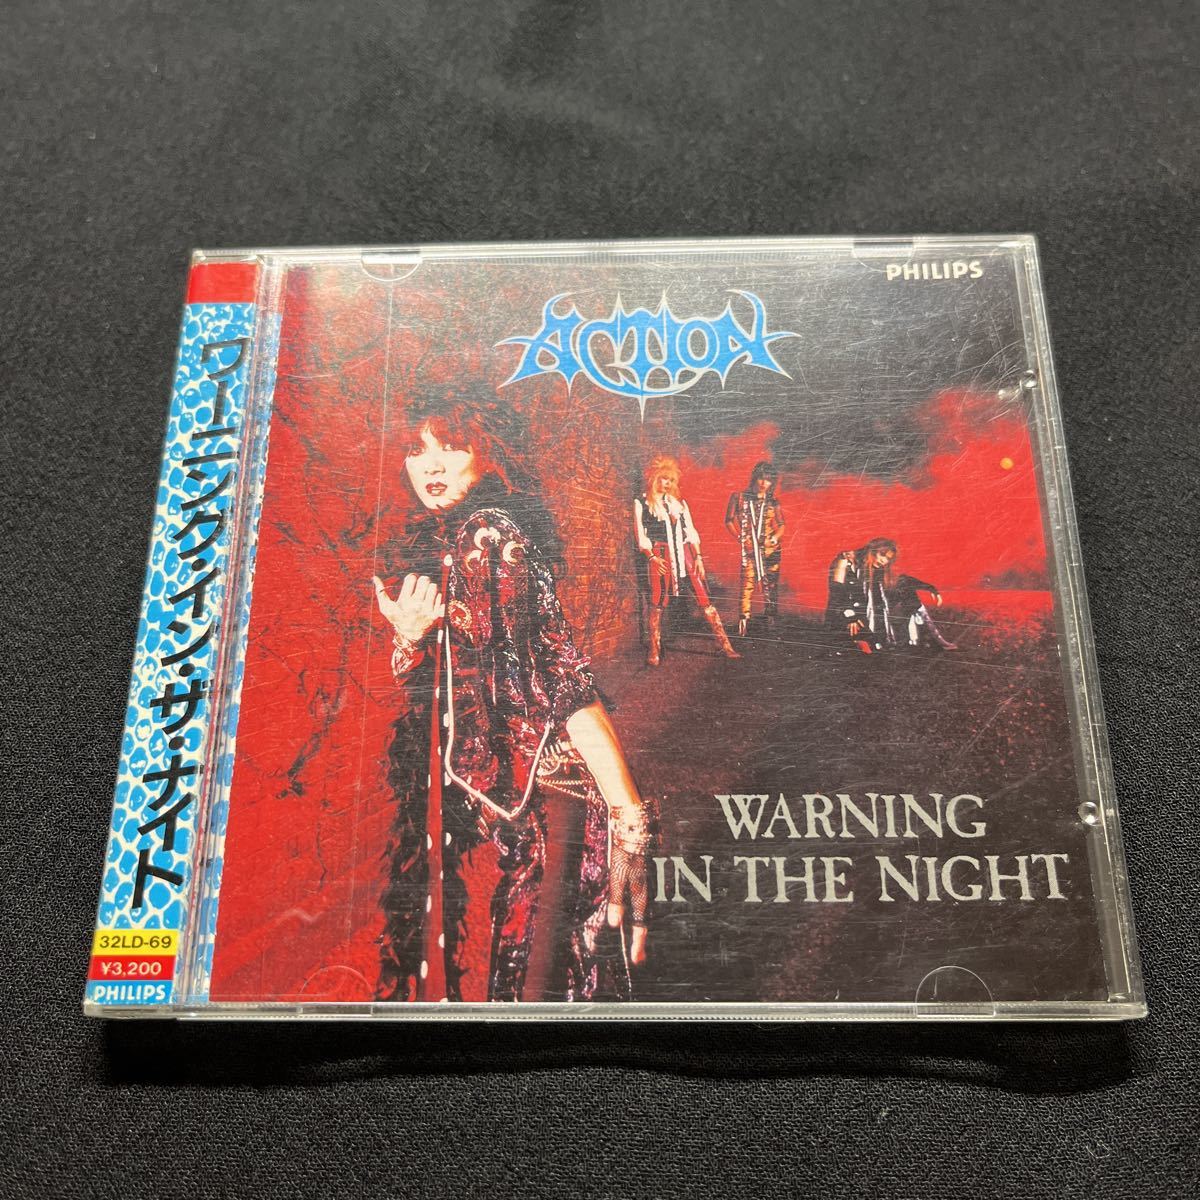 PHILIPS
ACTION
WARNING
IN THE NIGHT
ワーニング・イン・ザ・ナイト
32LD-69
¥3,200
PHILIPS